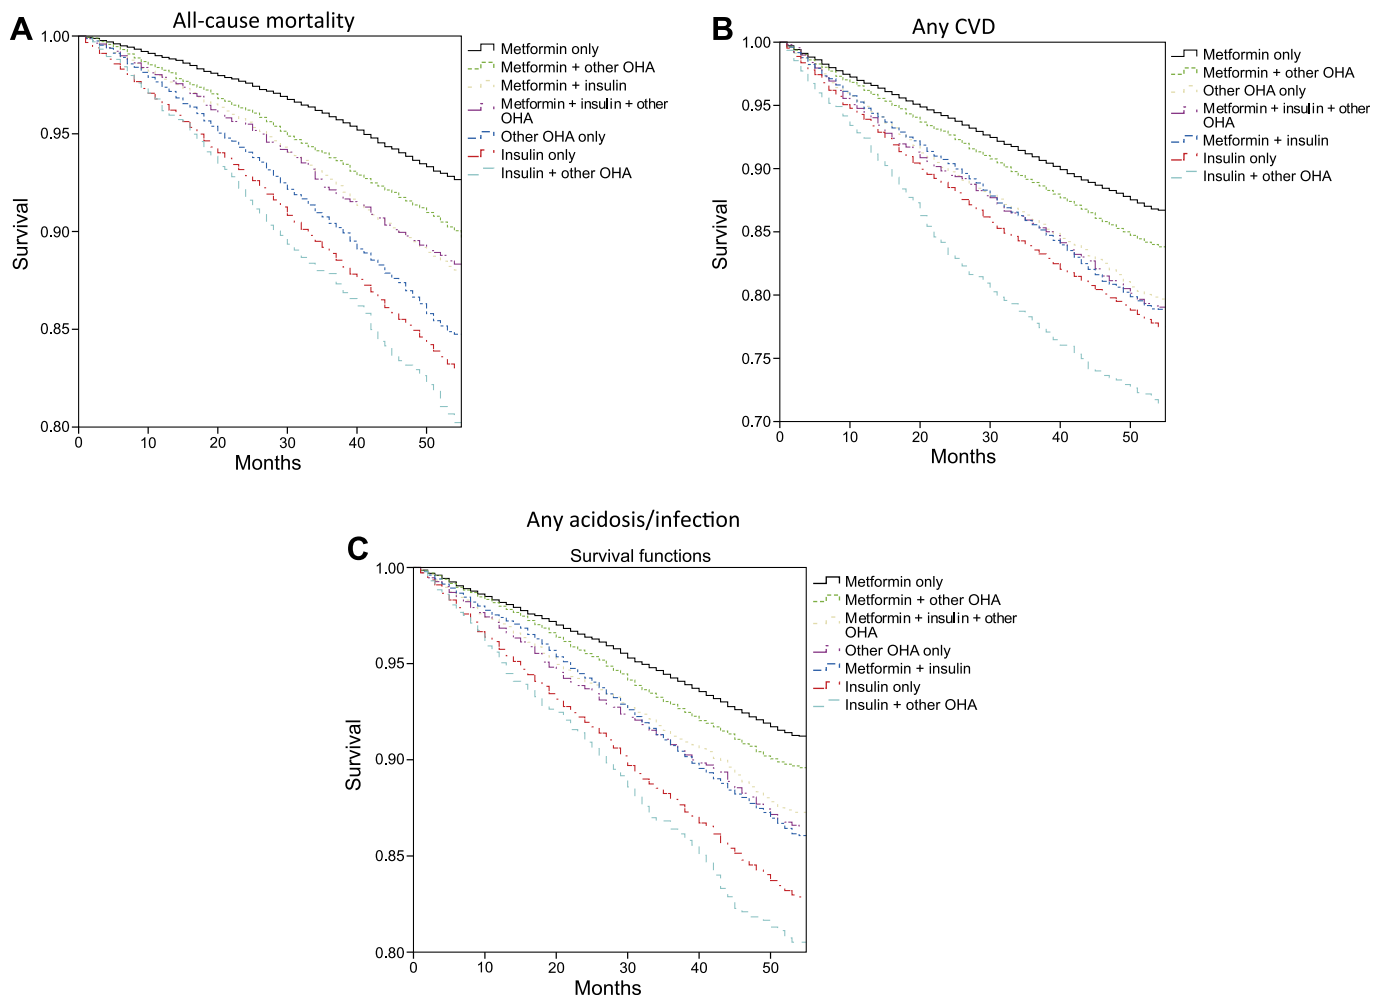 A
All-cause mortality
1.00
0.95
0.90
0.85
0.80
Survival
0
10
20
30
40
50
Months
Metformin only
Metformin + other OHA
Metformin + insulin
Metformin + insulin + other
OHA
Other OHA only
Insulin only
Insulin + other OHA
B
Any CVD
1.00
0.95
0.90
0.85
0.80
0.75
0.70
Survival
0
10
20
30
40
50
Months
Metformin only
Metformin + other OHA
Other OHA only
Metformin + insulin + other
OHA
Metformin + insulin
Insulin only
Insulin + other OHA
C
Any acidosis/infection
Survival functions
1.00
0.95
0.90
0.85
0.80
Survival
0
10
20
30
40
50
Months
Metformin only
Metformin + other OHA
Metformin + insulin + other
OHA
Other OHA only
Metformin + insulin
Insulin only
Insulin + other OHA